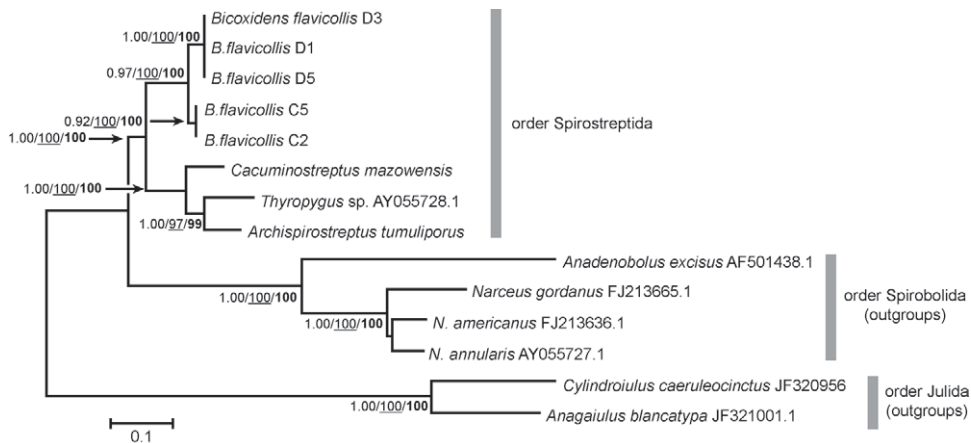 Bicoxidens flavicollis D3
1.00/100/100
B.flavicollis D1
0.97/100/100
B.flavicollis D5
0.92/100/100
B.flavicollis C5
order Spirostreptida
1.00/100/100
B.flavicollis C2
Cacuminostreptus mazowensis
1.00/100/100
Thyropygus sp. AY055728.1
1.00/97/99
Archispirostreptus tumuliporus
Anadenobolus excisus AF501438.1
1.00/100/100
Narceus gordanus FJ213665.1
order Spirobolida
(outgroups)
1.00/100/100
N. americanus FJ213636.1
N. annularis AY055727.1
Cylindroiulus caeruleocinctus JF320956
order Julida
(outgroups)
1.00/100/100
Anagaiulus blancatypa JF321001.1
0.1